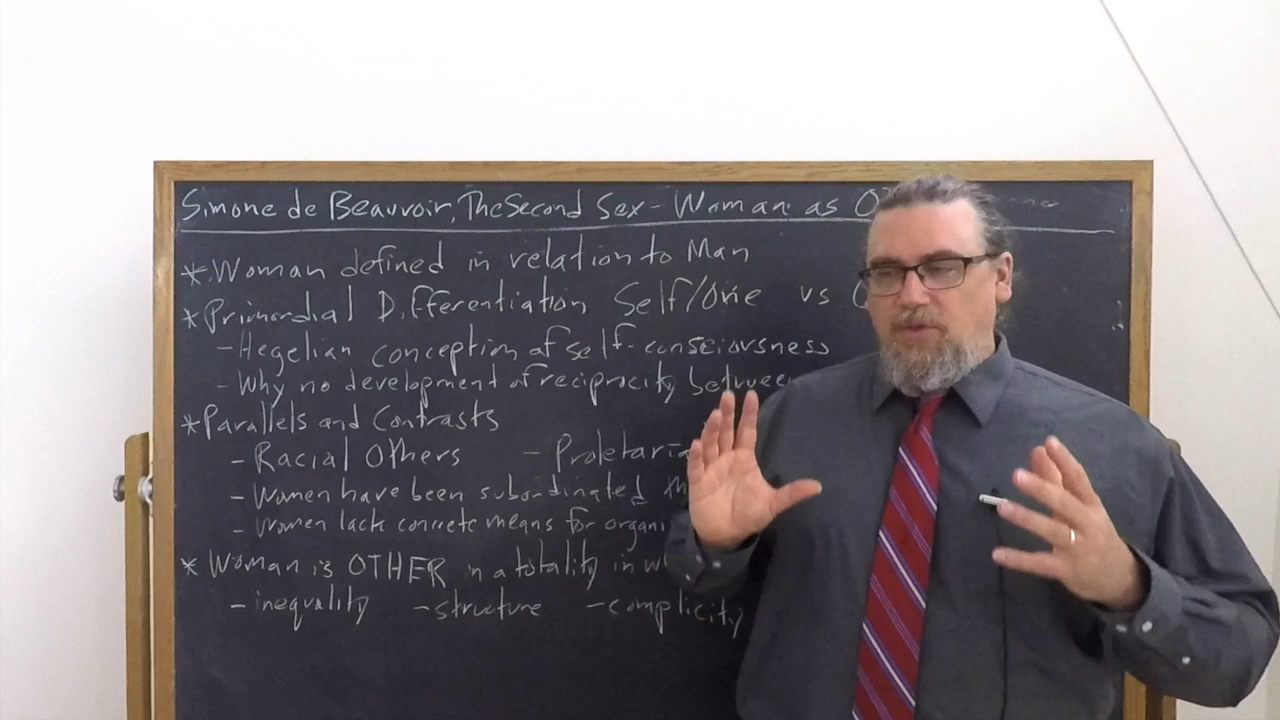 Simone de Beauvoir, The Second Sex - Woman as
* Woman defined in relation to Man
* Primordial Differentiation Self/One vs
- Hegelian conception of self-consciousness
- Why no development of reciprocity between
* Parallels and Contrasts
- Racial Others - Proletaria
- Women have been subordinated
- Women lack concrete means for organi
* Woman is OTHER in a totality in
- inequality - structure - complicity